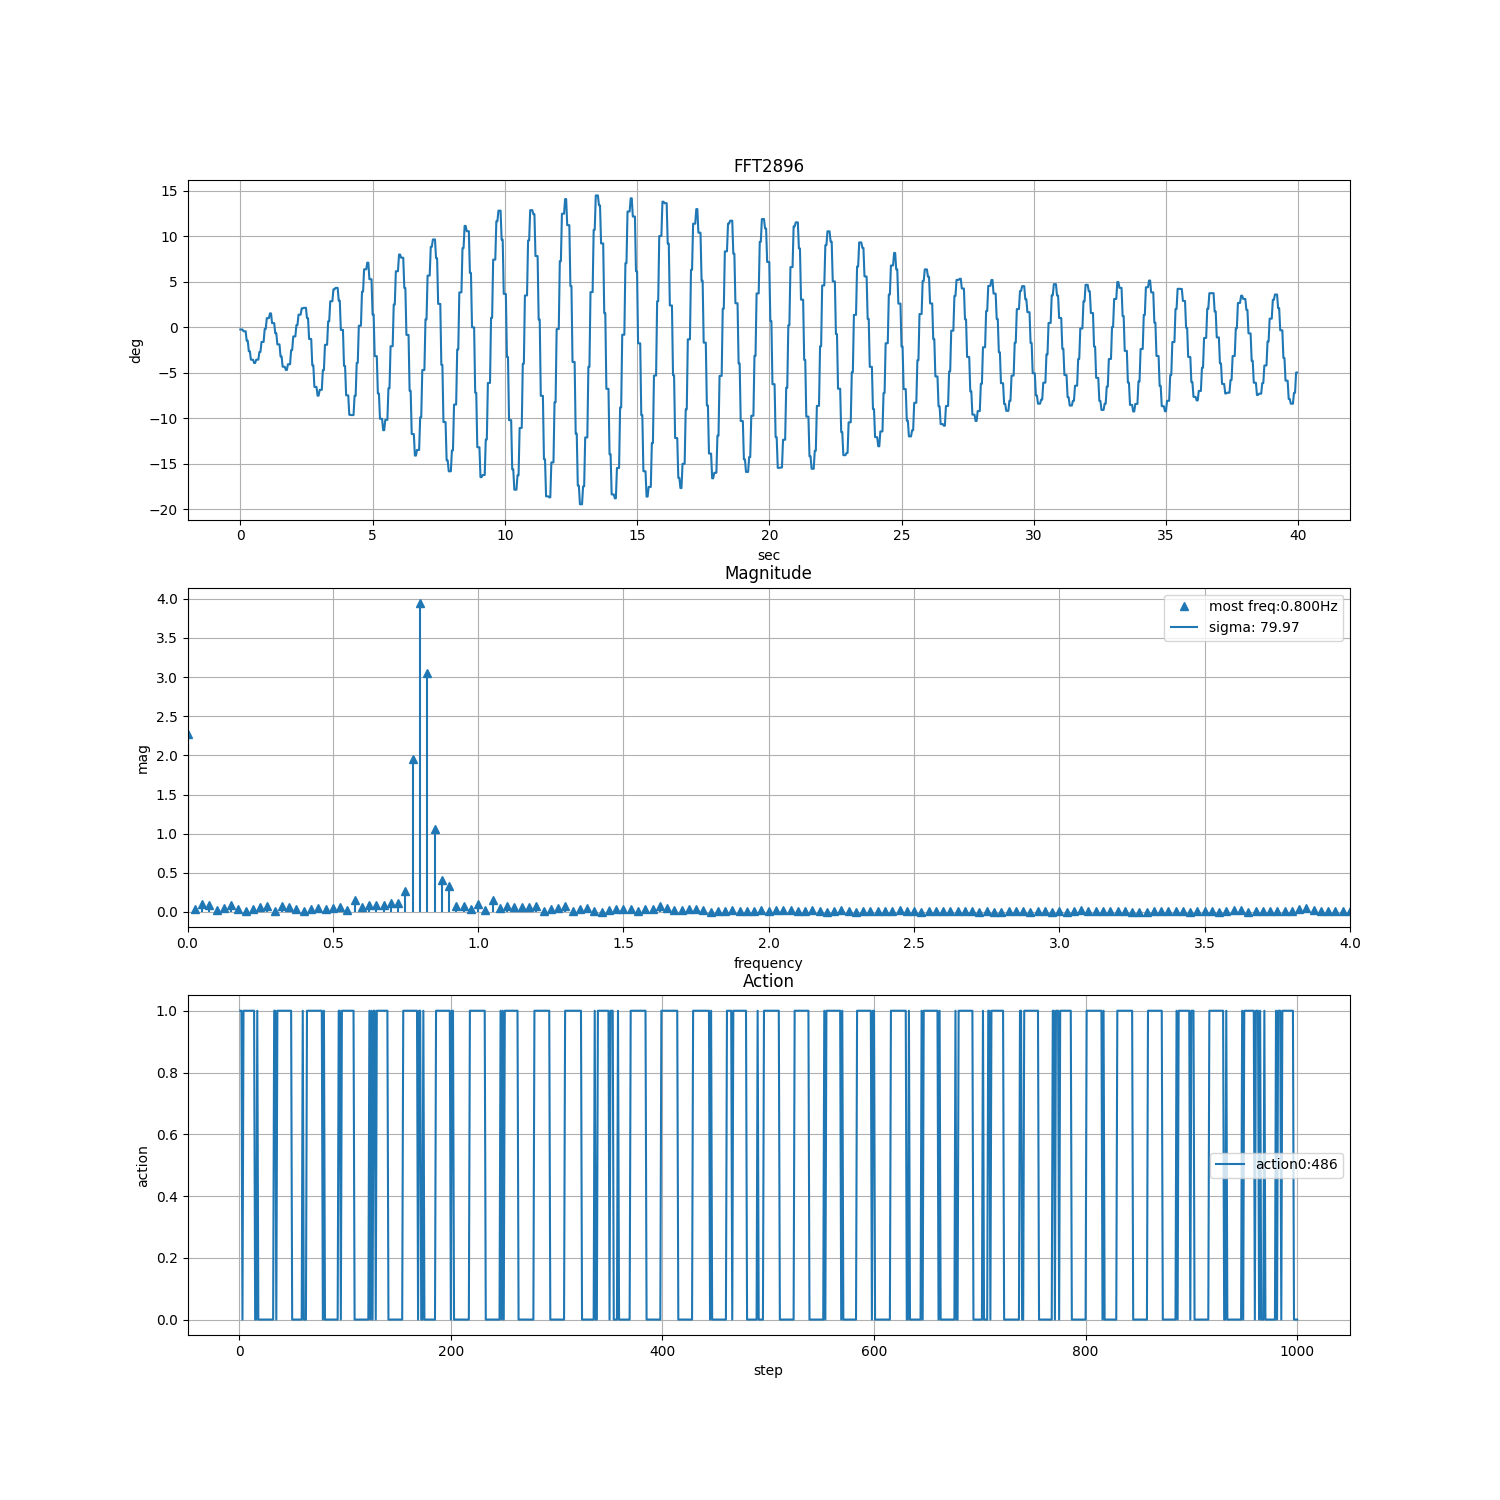 FFT2896
15
10
5
0
−5
−10
−15
−20
deg
0 5 10 15 20 25 30 35 40
sec
Magnitude
4.0
3.5
3.0
2.5
2.0
1.5
1.0
0.5
0.0
mag
most freq:0.800Hz
sigma: 79.97
0.0 0.5 1.0 1.5 2.0 2.5 3.0 3.5 4.0
frequency
Action
1.0
0.8
0.6
0.4
0.2
0.0
action
action0:486
0 200 400 600 800 1000
step